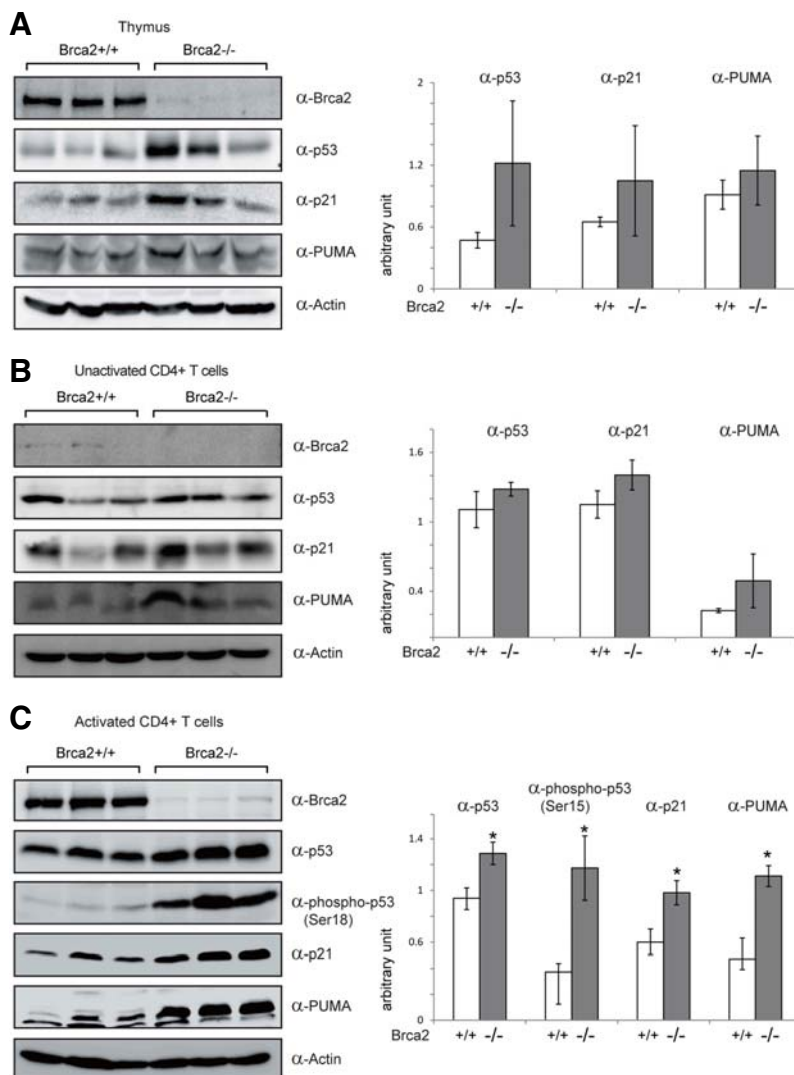 A
Thymus
Brca2+/+ Brca2-/-
α-Brca2
α-p53
α-p21
α-PUMA
α-Actin
α-p53 α-p21 α-PUMA
2
1.2
0.6
0
arbitrary unit
Brca2 +/+ -/- +/+ -/- +/+ -/-
B
Unactivated CD4+ T cells
Brca2+/+ Brca2-/-
α-Brca2
α-p53
α-p21
α-PUMA
α-Actin
α-p53 α-p21 α-PUMA
1.6
1
0.4
arbitrary unit
Brca2 +/+ -/- +/+ -/- +/+ -/-
C
Activated CD4+ T cells
Brca2+/+ Brca2-/-
α-Brca2
α-p53
α-phospho-p53
(Ser18)
α-p21
α-PUMA
α-Actin
α-p53 α-phospho-p53 (Ser15) α-p21 α-PUMA
* * * *
1.4
1
0.6
0
arbitrary unit
Brca2 +/+ -/- +/+ -/- +/+ -/- +/+ -/-